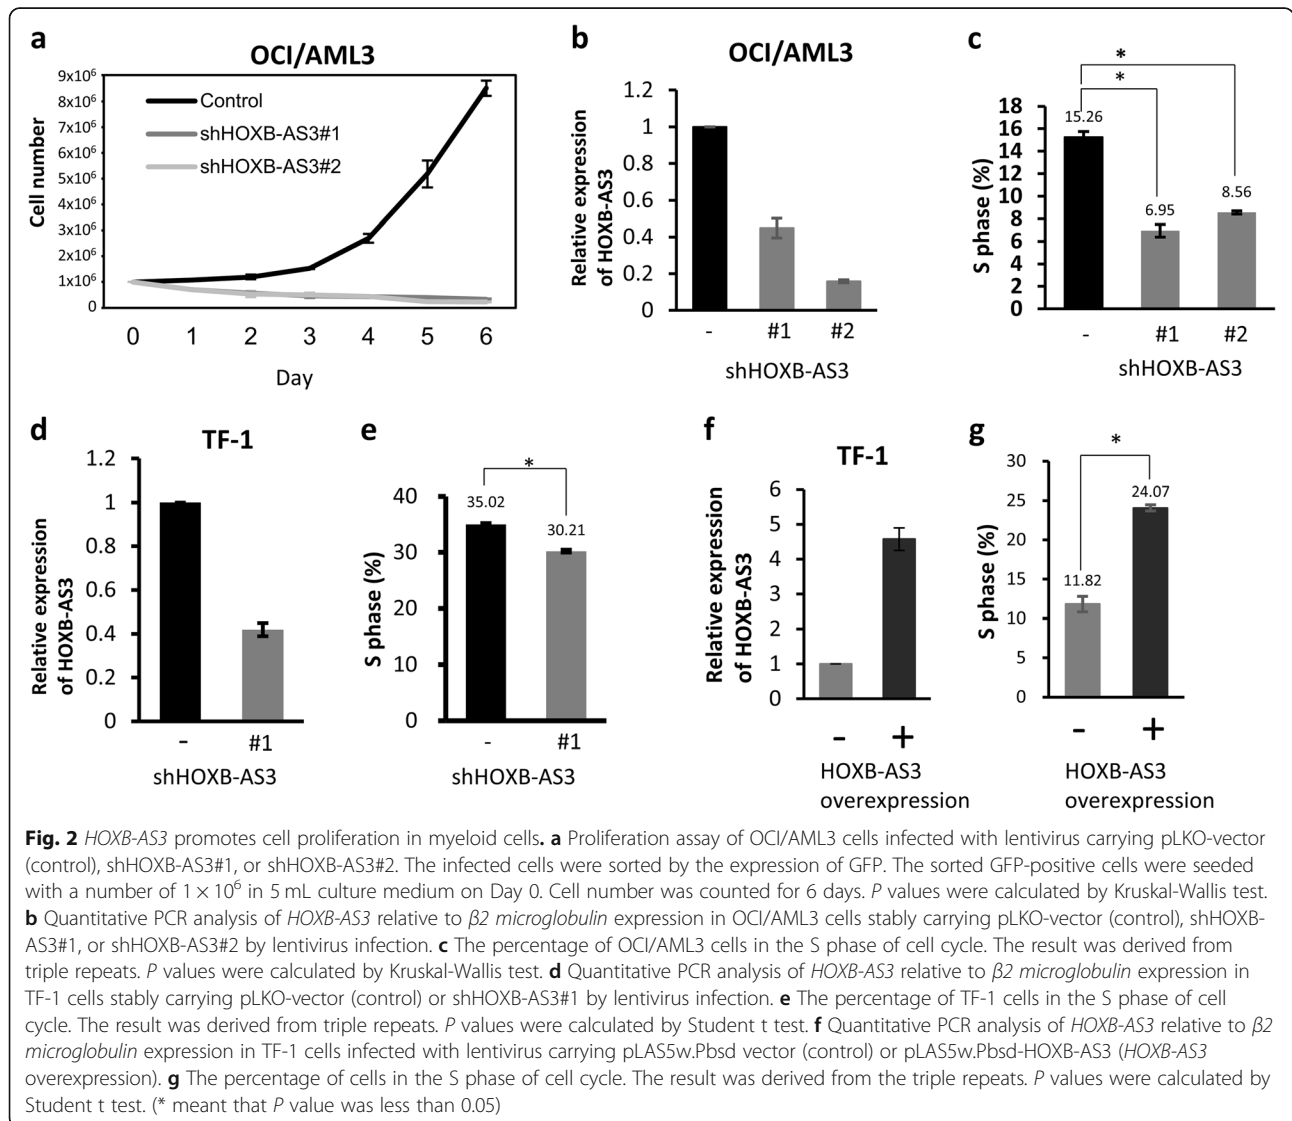 a
OCI/AML3
9x10⁶
8x10⁶
7x10⁶
6x10⁶
5x10⁶
4x10⁶
3x10⁶
2x10⁶
1x10⁶
0
Cell number
Control
shHOXB-AS3#1
shHOXB-AS3#2
0 1 2 3 4 5 6
Day
b
OCI/AML3
Relative expression
of HOXB-AS3
1.2
1
0.8
0.6
0.4
0.2
0
- #1 #2
shHOXB-AS3
c
*
*
S phase (%)
18
16
14
12
10
8
6
4
2
0
15.26
6.95
8.56
- #1 #2
shHOXB-AS3
d
TF-1
Relative expression
of HOXB-AS3
1.2
1
0.8
0.6
0.4
0.2
0
- #1
shHOXB-AS3
e
*
S phase (%)
40
30
20
10
0
35.02
30.21
- #1
shHOXB-AS3
f
TF-1
Relative expression
of HOXB-AS3
6
5
4
3
2
1
0
- +
HOXB-AS3
overexpression
g
*
S phase (%)
30
25
20
15
10
5
0
11.82
24.07
- +
HOXB-AS3
overexpression
Fig. 2 HOXB-AS3 promotes cell proliferation in myeloid cells. a Proliferation assay of OCI/AML3 cells infected with lentivirus carrying pLKO-vector
(control), shHOXB-AS3#1, or shHOXB-AS3#2. The infected cells were sorted by the expression of GFP. The sorted GFP-positive cells were seeded
with a number of 1 × 10⁶ in 5 mL culture medium on Day 0. Cell number was counted for 6 days. P values were calculated by Kruskal-Wallis test.
b Quantitative PCR analysis of HOXB-AS3 relative to β2 microglobulin expression in OCI/AML3 cells stably carrying pLKO-vector (control), shHOXB-
AS3#1, or shHOXB-AS3#2 by lentivirus infection. c The percentage of OCI/AML3 cells in the S phase of cell cycle. The result was derived from
triple repeats. P values were calculated by Kruskal-Wallis test. d Quantitative PCR analysis of HOXB-AS3 relative to β2 microglobulin expression in
TF-1 cells stably carrying pLKO-vector (control) or shHOXB-AS3#1 by lentivirus infection. e The percentage of TF-1 cells in the S phase of cell
cycle. The result was derived from triple repeats. P values were calculated by Student t test. f Quantitative PCR analysis of HOXB-AS3 relative to β2
microglobulin expression in TF-1 cells infected with lentivirus carrying pLAS5w.Pbsd vector (control) or pLAS5w.Pbsd-HOXB-AS3 (HOXB-AS3
overexpression). g The percentage of cells in the S phase of cell cycle. The result was derived from the triple repeats. P values were calculated by
Student t test. (* meant that P value was less than 0.05)